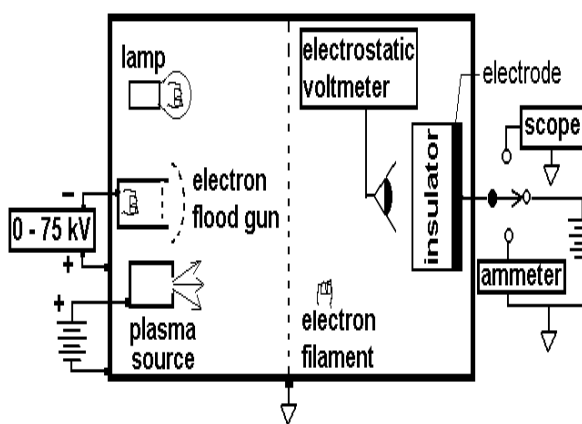 lamp
electrostatic
voltmeter
electrode
scope
insulator
electron
flood gun
−
0 - 75 kV
+
+
plasma
source
electron
filament
ammeter